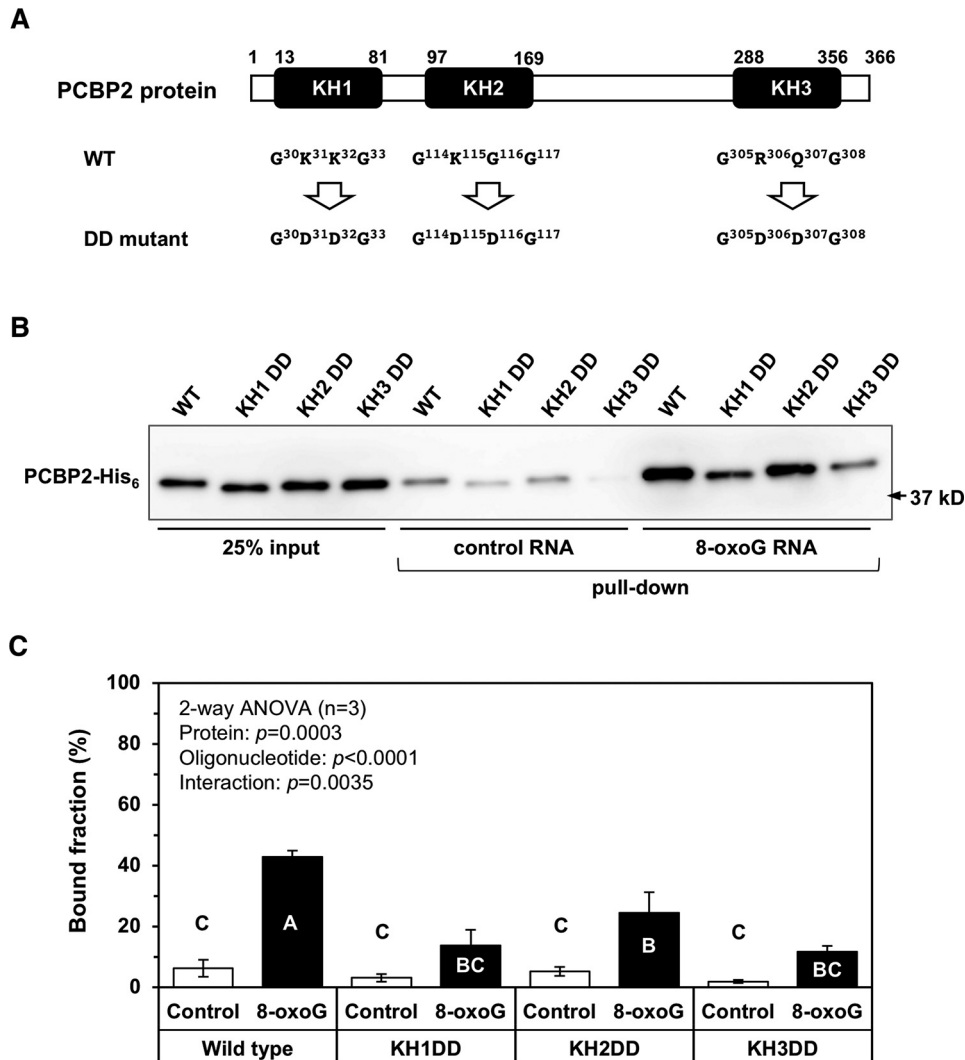 A
1 13 81 97 169 288 356 366
PCBP2 protein KH1 KH2 KH3
WT G³⁰K³¹K³²G³³ G¹¹⁴K¹¹⁵G¹¹⁶G¹¹⁷ G³⁰⁵R³⁰⁶Q³⁰⁷G³⁰⁸
DD mutant G³⁰D³¹D³²G³³ G¹¹⁴D¹¹⁵D¹¹⁶G¹¹⁷ G³⁰⁵D³⁰⁶D³⁰⁷G³⁰⁸
B
WT KH1 DD KH2 DD KH3 DD WT KH1 DD KH2 DD KH3 DD WT KH1 DD KH2 DD KH3 DD
PCBP2-His₆
37 kD
25% input control RNA 8-oxoG RNA
pull-down
C
Bound fraction (%)
100
80
60
40
20
0
2-way ANOVA (n=3)
Protein: p=0.0003
Oligonucleotide: p<0.0001
Interaction: p=0.0035
C A C BC C B C BC
Control 8-oxoG Control 8-oxoG Control 8-oxoG Control 8-oxoG
Wild type KH1DD KH2DD KH3DD